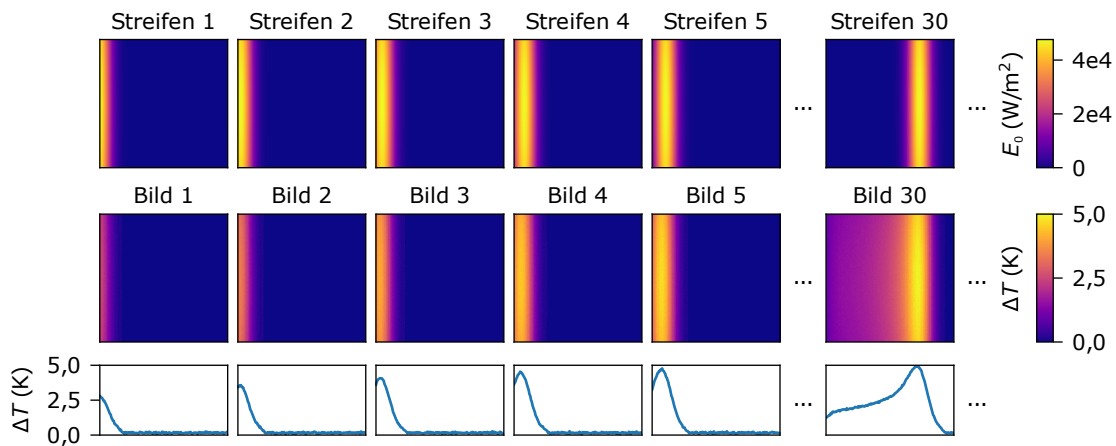 Streifen 1 Streifen 2 Streifen 3 Streifen 4 Streifen 5 Streifen 30
... ...
E₀ (W/m²)
4e4
2e4
0
Bild 1 Bild 2 Bild 3 Bild 4 Bild 5 Bild 30
... ...
ΔT (K)
5,0
2,5
0,0
ΔT (K)
5,0
2,5
0,0
... ...